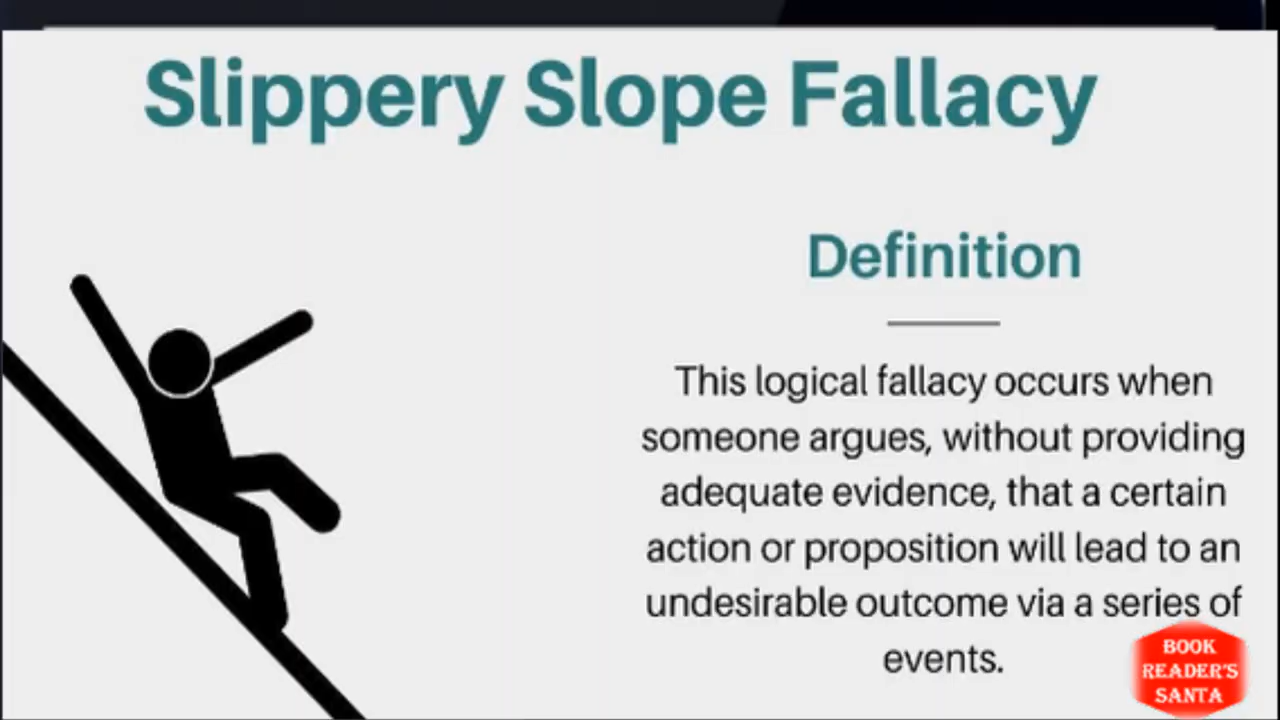 Slippery Slope Fallacy
Definition
This logical fallacy occurs when
someone argues, without providing
adequate evidence, that a certain
action or proposition will lead to an
undesirable outcome via a series of
events.
BOOK
READER'S
SANTA